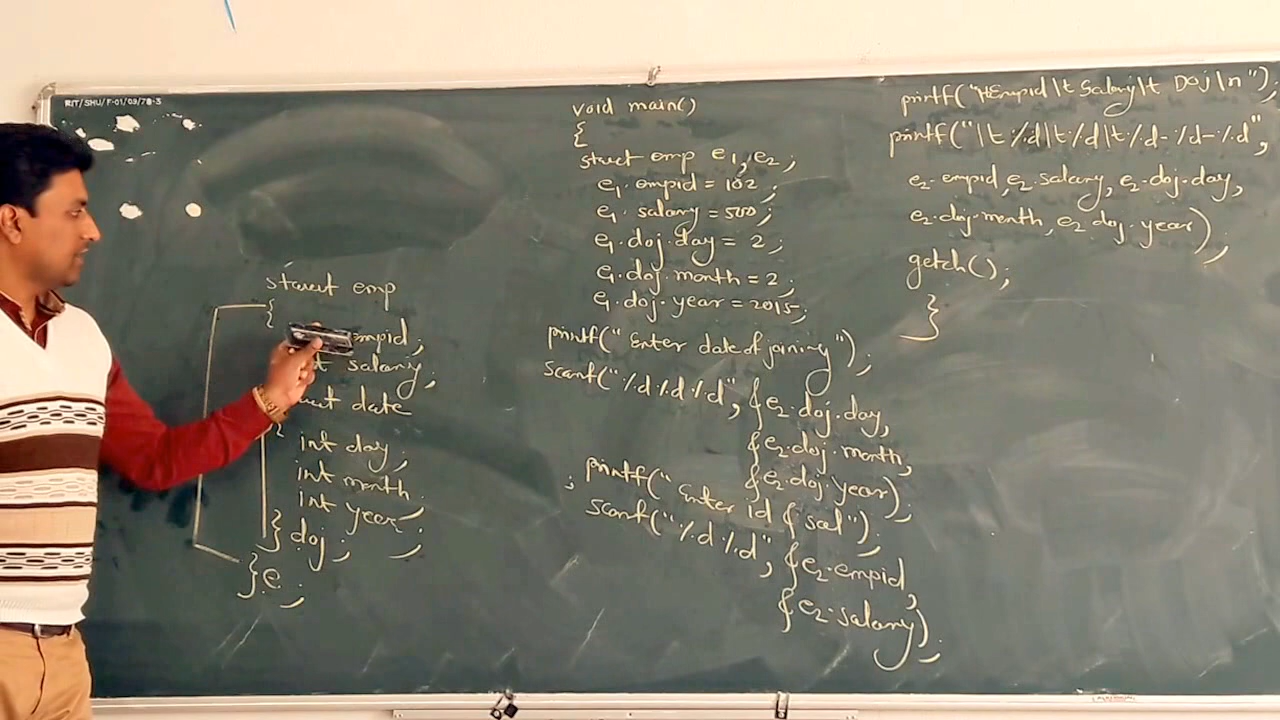 RIT/SHU/F-01/09/78-3
struct emp
{
empid;
t salary;
uct date
{
int day;
int month;
int year;
} doj;
}e;
void main()
{
struct emp e1,e2;
e1.empid = 102;
e1.salary = 500;
e1.doj.day = 2;
e1.doj.month = 2;
e1.doj.year = 2015;
printf("Enter date of joining");
scanf("%d%d%d", &e2.doj.day,
&e2.doj.month,
&e2.doj.year);
; printf("Enter id & sal");
scanf("%d%d", &e2.empid,
&e2.salary);
printf("\tEmpid\t Salary\t Doj\n");
printf("\t%d\t%d\t%d-%d-%d",
e2.empid, e2.salary, e2.doj.day,
e2.doj.month, e2.doj.year);
getch();
}